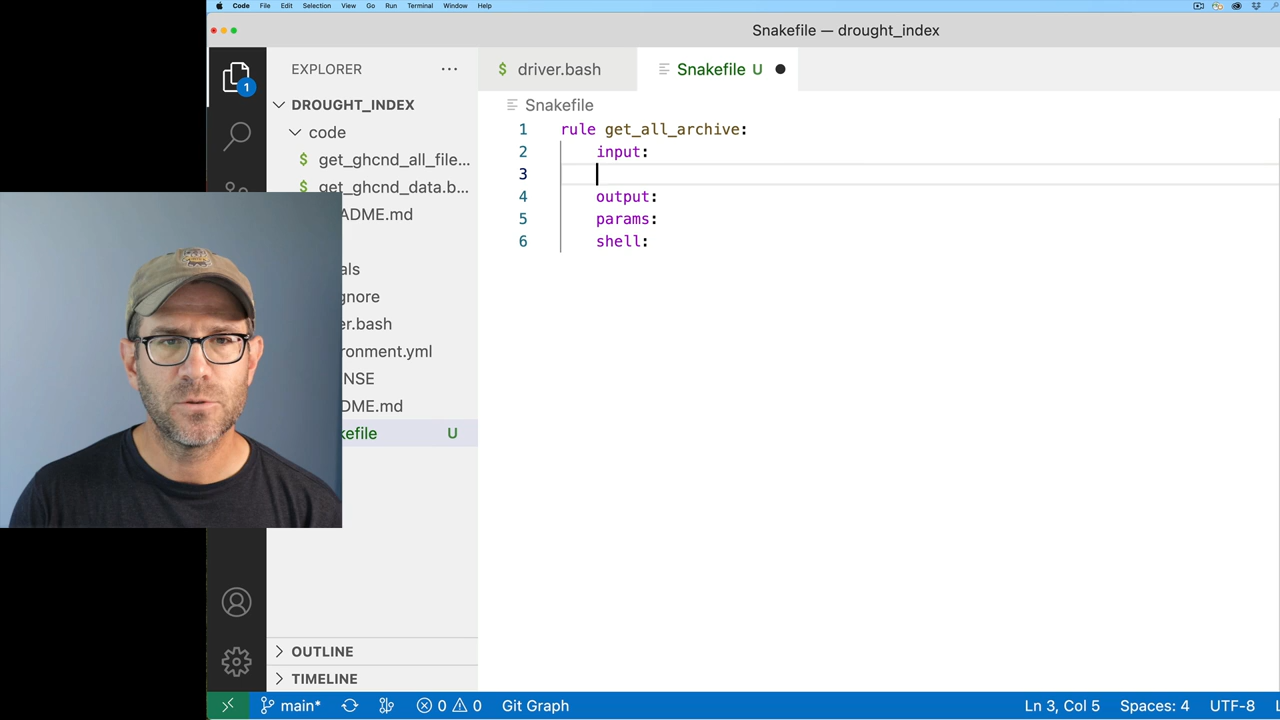 Code File Edit Selection View Go Run Terminal Window Help
Snakefile — drought_index
EXPLORER
1
DROUGHT_INDEX
code
$ get_ghcnd_all_file...
$ get_ghcnd_data.b...
ADME.md
als
gnore
er.bash
ronment.yml
NSE
DME.md
kefile U
OUTLINE
TIMELINE
$ driver.bash
Snakefile U
Snakefile
1 rule get_all_archive:
2 input:
3
4 output:
5 params:
6 shell:
main* 0 0 Git Graph Ln 3, Col 5 Spaces: 4 UTF-8